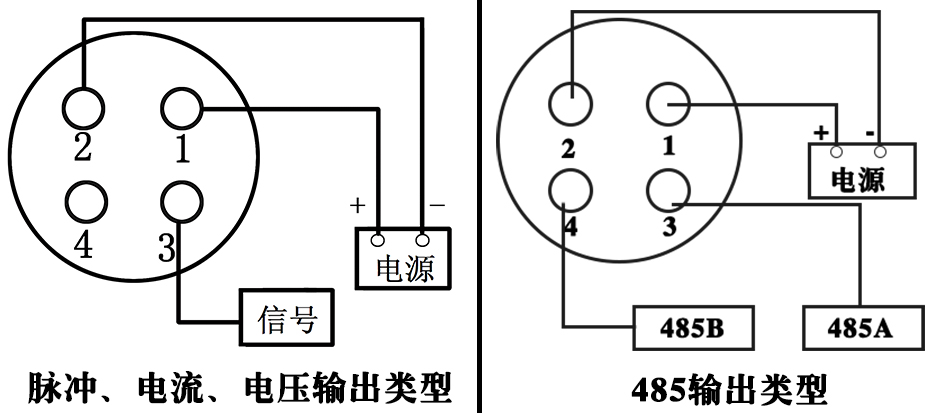 2 1
+ −
4 3
电源
信号
脉冲、电流、电压输出类型
2 1
+ -
电源
4 3
485B 485A
485输出类型